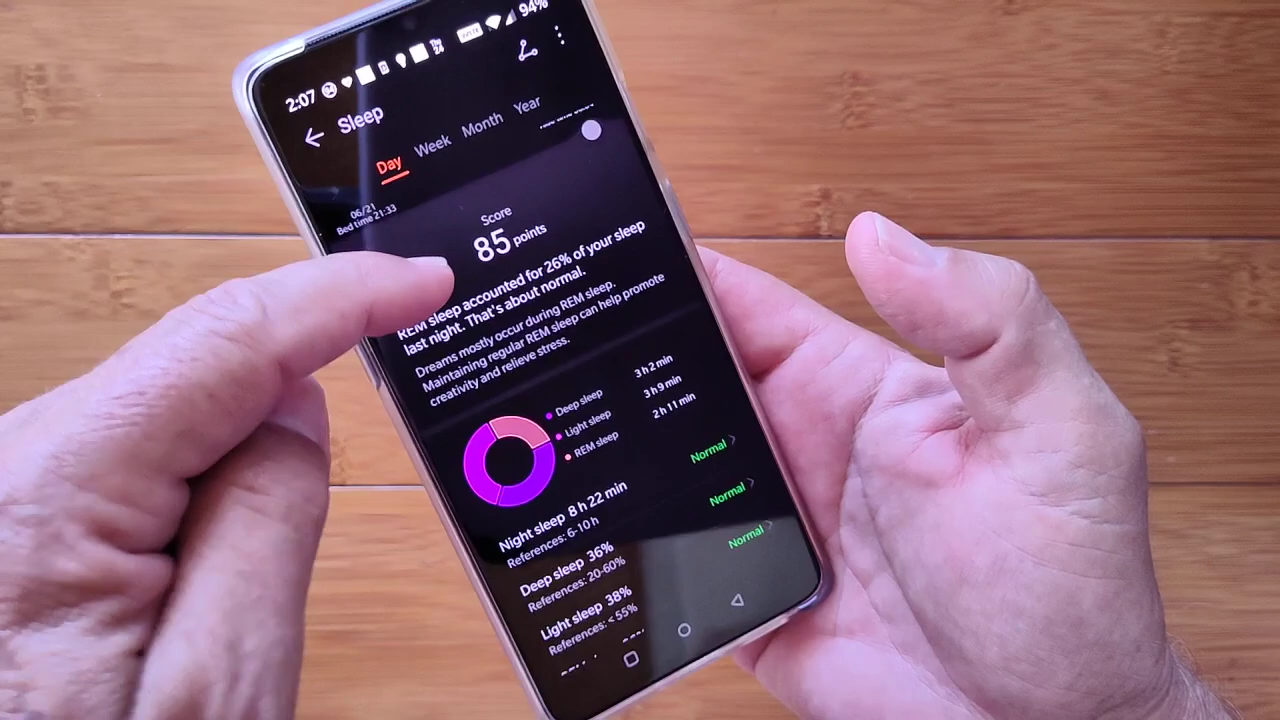 2:07
94%
Sleep
Day Week Month Year
06/21
Bed time 21:33
Score
85 points
REM sleep accounted for 26% of your sleep
last night. That's about normal.
Dreams mostly occur during REM sleep.
Maintaining regular REM sleep can help promote
creativity and relieve stress.
Deep sleep 3 h 2 min
Light sleep 3 h 9 min
REM sleep 2 h 11 min
Night sleep 8 h 22 min Normal
References: 6-10 h
Deep sleep 36% Normal
References: 20-60%
Light sleep 38% Normal
References: <55%